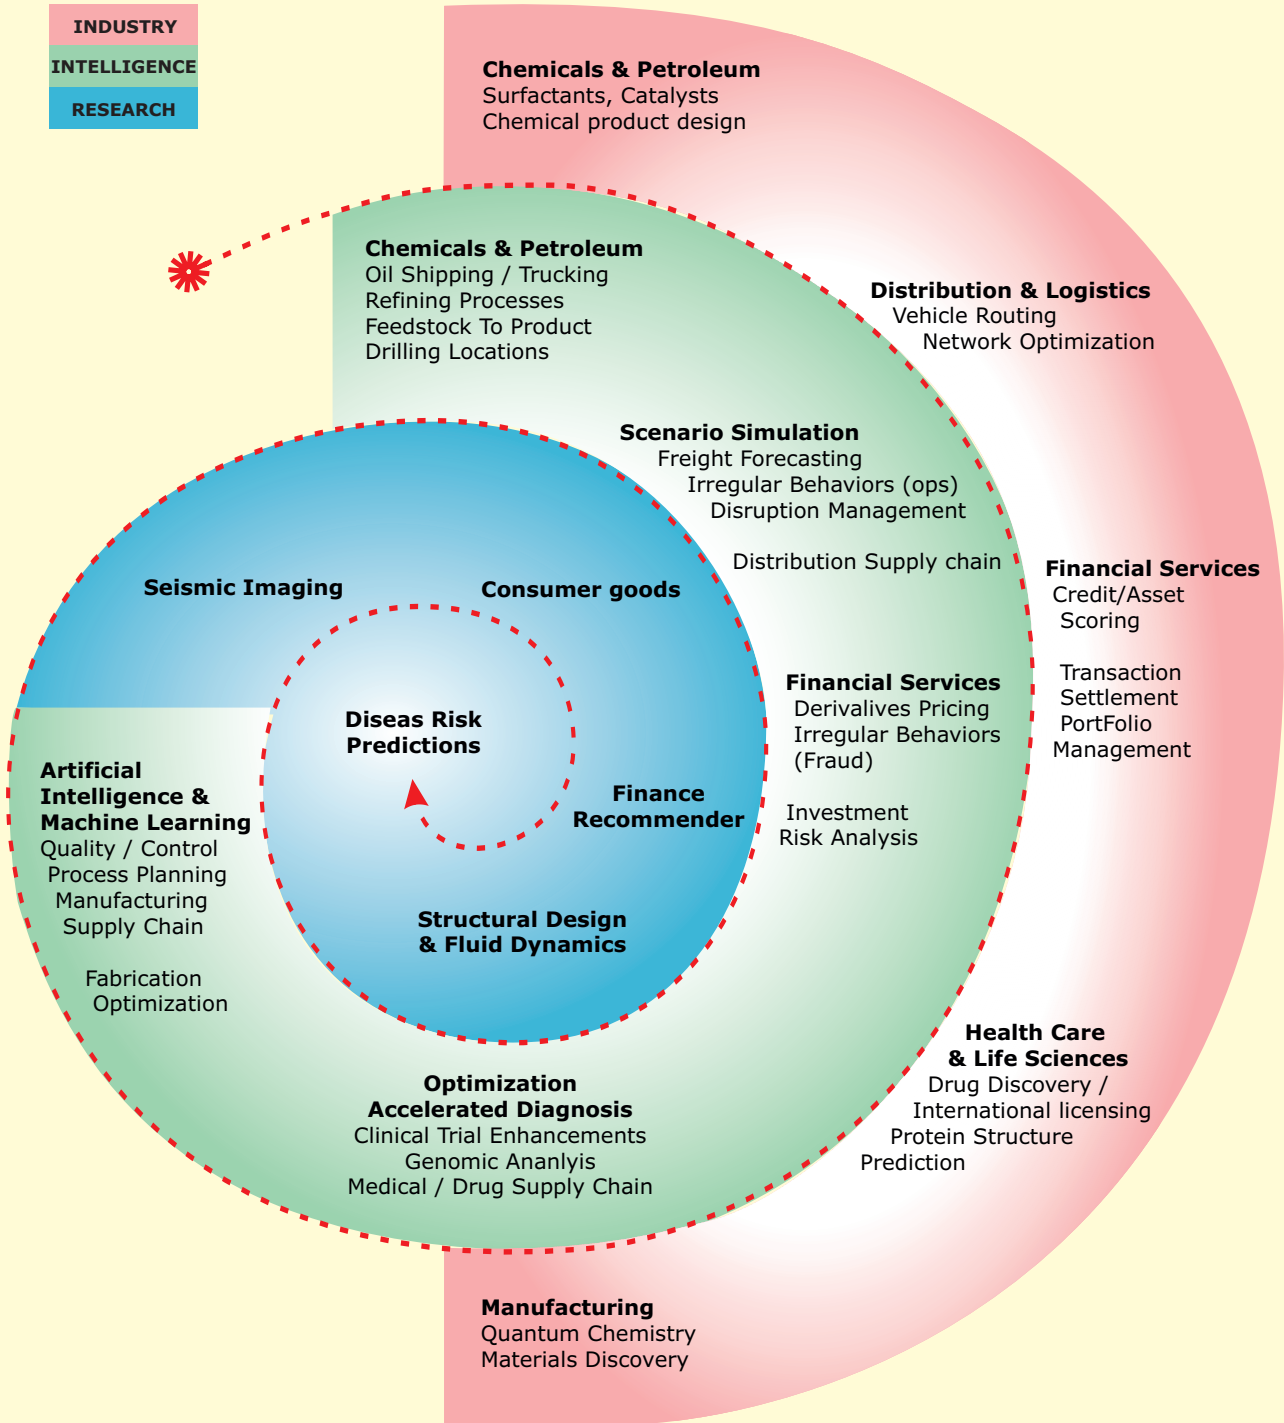 INDUSTRY
INTELLIGENCE
RESEARCH
Chemicals & Petroleum
Surfactants, Catalysts
Chemical product design
Chemicals & Petroleum
Oil Shipping / Trucking
Refining Processes
Feedstock To Product
Drilling Locations
Distribution & Logistics
Vehicle Routing
Network Optimization
Scenario Simulation
Freight Forecasting
Irregular Behaviors (ops)
Disruption Management
Distribution Supply chain
Financial Services
Credit/Asset
Scoring
Transaction
Settlement
PortFolio
Management
Seismic Imaging
Consumer goods
Financial Services
Derivalives Pricing
Irregular Behaviors
(Fraud)
Investment
Risk Analysis
Diseas Risk
Predictions
Finance
Recommender
Artificial
Intelligence &
Machine Learning
Quality / Control
Process Planning
Manufacturing
Supply Chain
Fabrication
Optimization
Structural Design
& Fluid Dynamics
Health Care
& Life Sciences
Drug Discovery /
International licensing
Protein Structure
Prediction
Optimization
Accelerated Diagnosis
Clinical Trial Enhancements
Genomic Ananlyis
Medical / Drug Supply Chain
Manufacturing
Quantum Chemistry
Materials Discovery